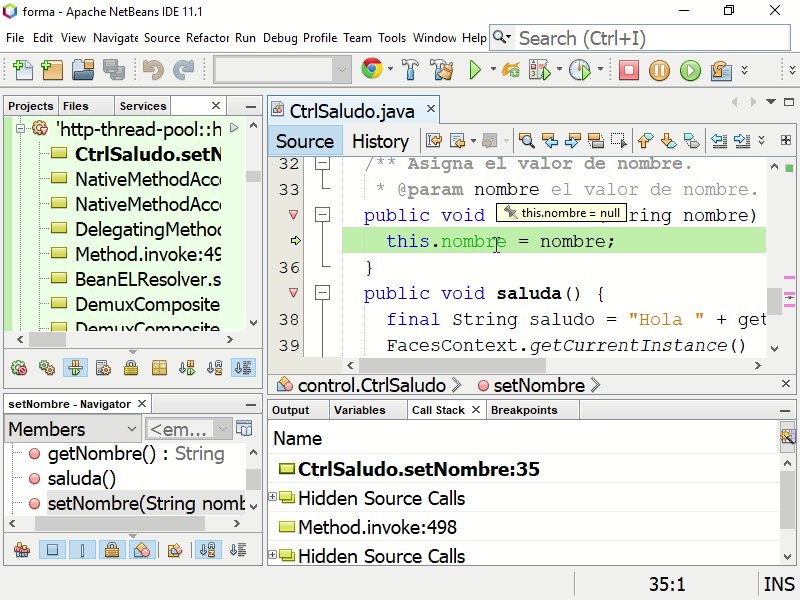 forma - Apache NetBeans IDE 11.1
File Edit View Navigate Source Refactor Run Debug Profile Team Tools Window Help
Search (Ctrl+I)
Projects Files Services
'http-thread-pool::h
CtrlSaludo.setN
NativeMethodAcce
NativeMethodAcce
DelegatingMethod
Method.invoke:49
BeanELResolver.s
DemuxComposite
DemuxComposite
CtrlSaludo.java
Source History
32 /** Asigna el valor de nombre.
33 * @param nombre el valor de nombre.
public void ring nombre)
this.nombre = null
this.nombre = nombre;
36 }
public void saluda() {
38 final String saludo = "Hola " + get
39 FacesContext.getCurrentInstance()
control.CtrlSaludo setNombre
setNombre - Navigator
Members <em...
getNombre() : String
saluda()
setNombre(String nomb
Output Variables Call Stack Breakpoints
Name
CtrlSaludo.setNombre:35
Hidden Source Calls
Method.invoke:498
Hidden Source Calls
35:1 INS